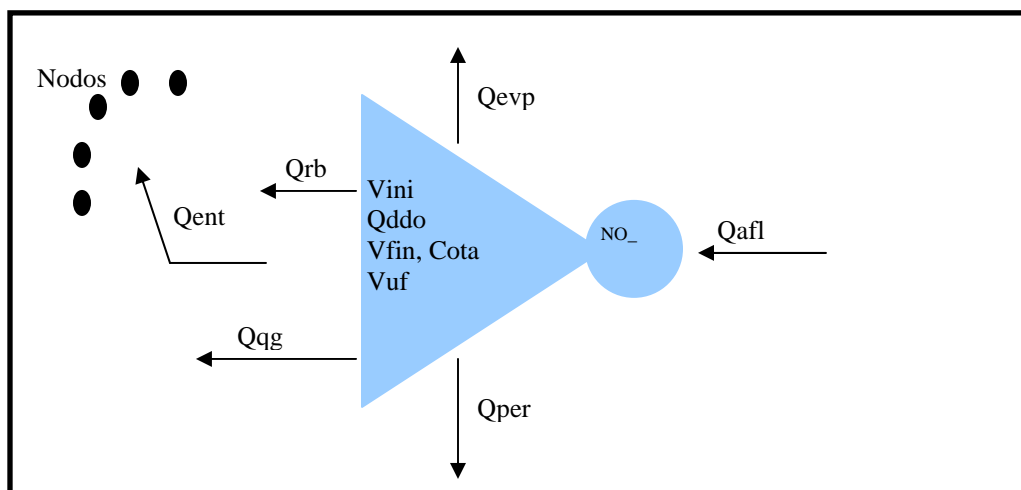 Nodos
Qevp
Qrb
Vini
Qddo
Vfin, Cota
Vuf
Qent
NO_
Qafl
Qqg
Qper